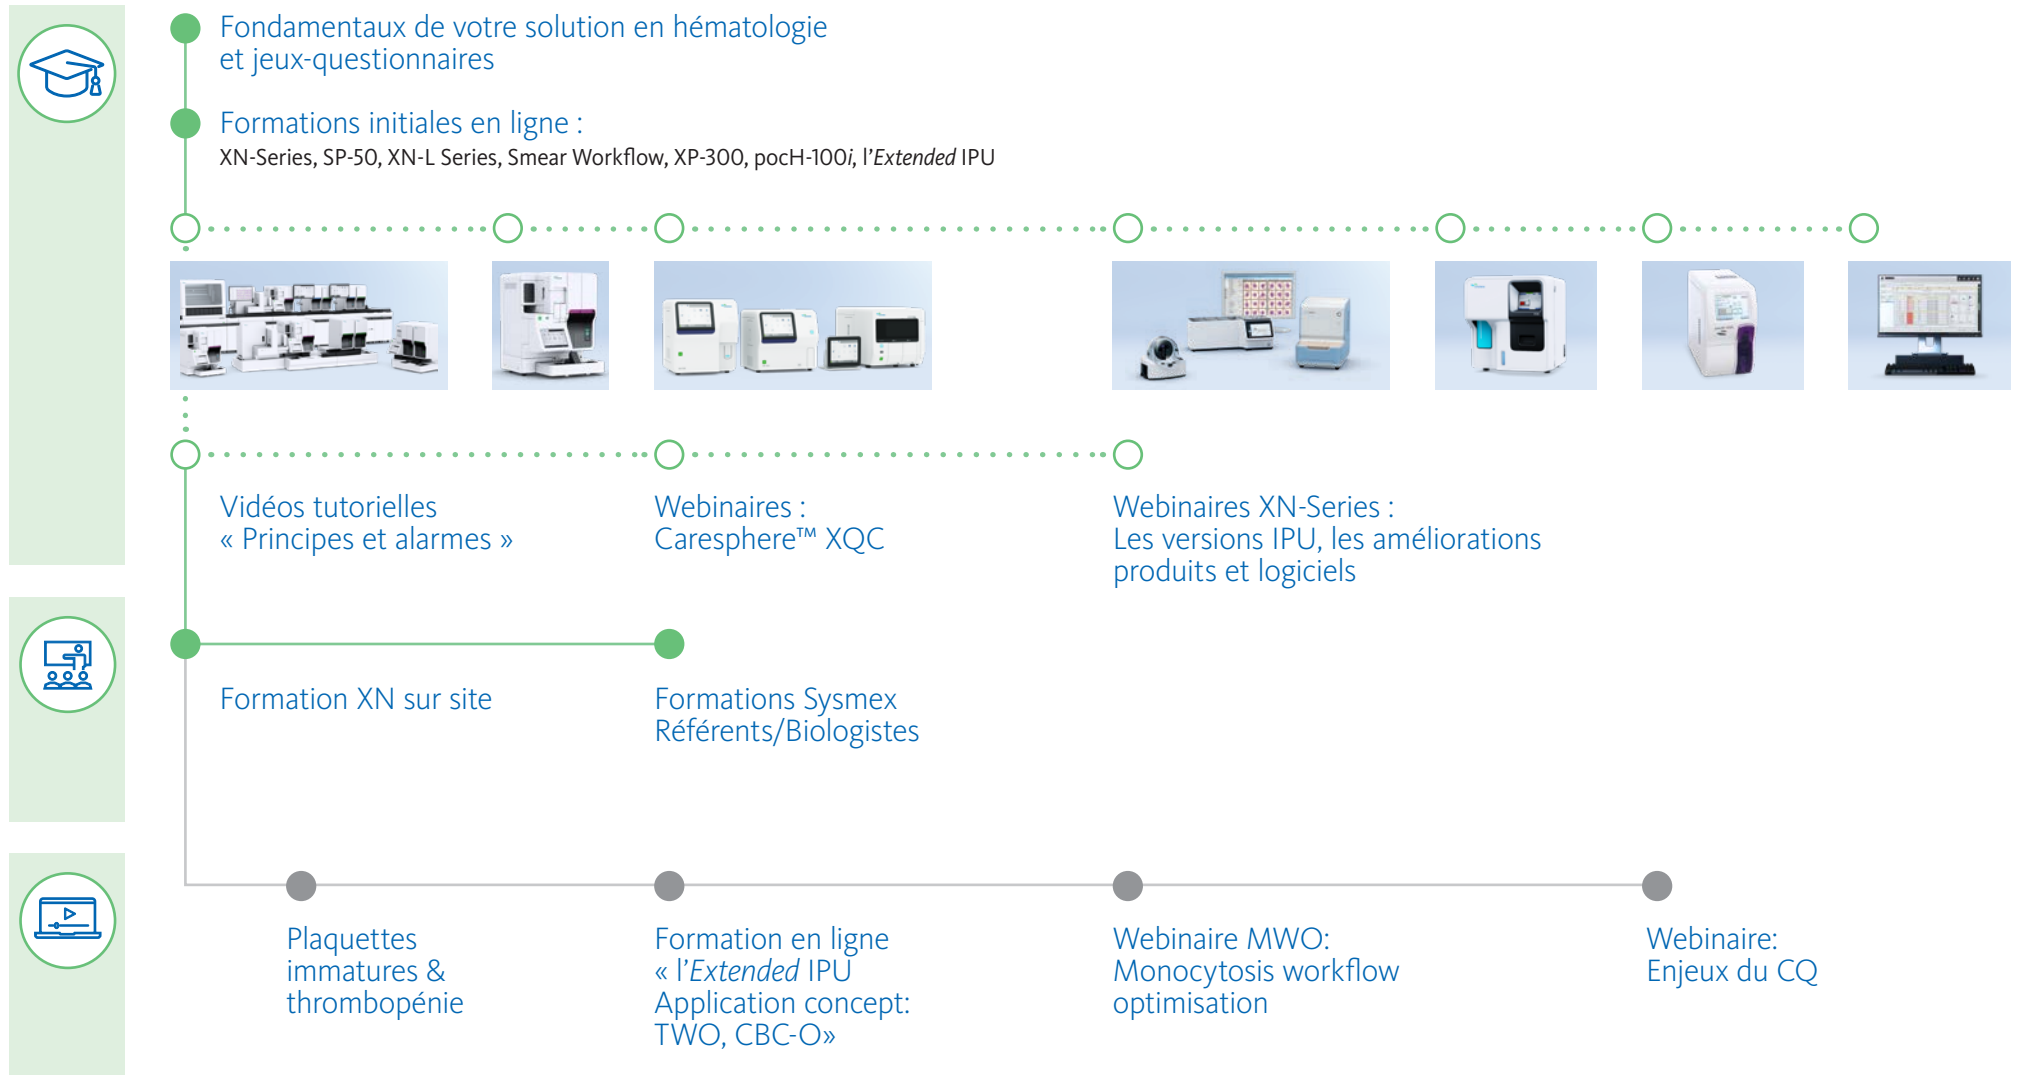 Fondamentaux de votre solution en hématologie
et jeux-questionnaires
Formations initiales en ligne :
XN-Series, SP-50, XN-L Series, Smear Workflow, XP-300, pocH-100i, l’Extended IPU
Vidéos tutorielles
« Principes et alarmes »
Webinaires :
Caresphere™ XQC
Webinaires XN-Series :
Les versions IPU, les améliorations
produits et logiciels
Formation XN sur site
Formations Sysmex
Référents/Biologistes
Plaquettes
immatures &
thrombopénie
Formation en ligne
« l’Extended IPU
Application concept:
TWO, CBC-O»
Webinaire MWO:
Monocytosis workflow
optimisation
Webinaire:
Enjeux du CQ